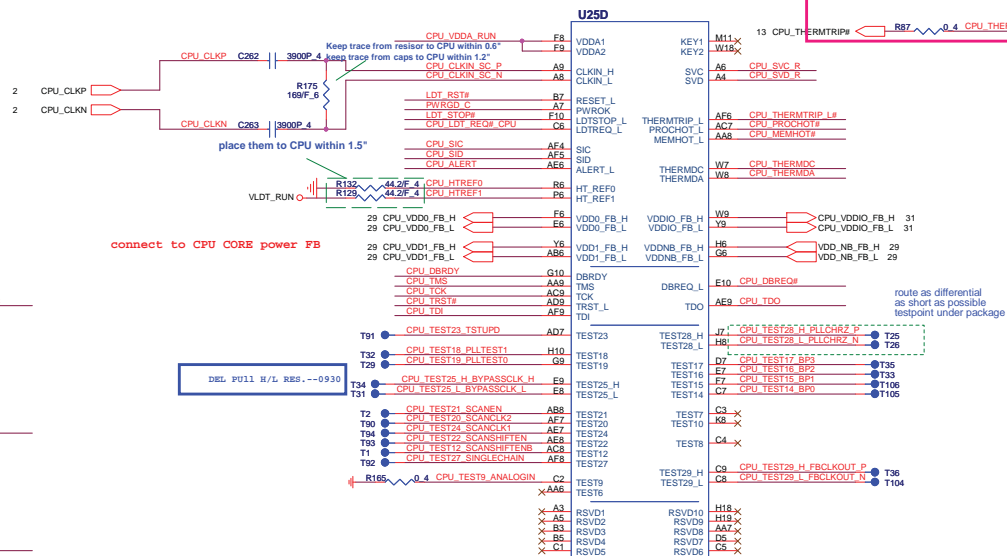 U25D
13 CPU_THERMTRIP#
R87
0_4
2 CPU_CLKP
2 CPU_CLKN
CPU_CLKP C262 3900P_4
R175
169/F_6
CPU_CLKN C263 3900P_4
Keep trace from resisor to CPU within 0.6"
keep trace from caps to CPU within 1.2"
place them to CPU within 1.5"
VLDT_RUN
R132 44.2/F_4
R129 44.2/F_4
connect to CPU CORE power FB
DEL PU11 H/L RES.--0930
CPU_VDDA_RUN F8 VDDA1
F9 VDDA2
CPU_CLKIN_SC_P A9 CLKIN_H
CPU_CLKIN_SC_N A8 CLKIN_L
LDT_RST# B7 RESET_L
PWRGD_C A7 PWROK
LDT_STOP# F10 LDTSTOP_L
CPU_LDT_REQ#_CPU C6 LDTREQ_L
CPU_SIC AF4 SIC
CPU_SID AF5 SID
CPU_ALERT AE6 ALERT_L
CPU_HTREF0 R6 HT_REF0
CPU_HTREF1 P6 HT_REF1
29 CPU_VDD0_FB_H F6 VDD0_FB_H
29 CPU_VDD0_FB_L E6 VDD0_FB_L
29 CPU_VDD1_FB_H Y6 VDD1_FB_H
29 CPU_VDD1_FB_L AB6 VDD1_FB_L
CPU_DBRDY G10 DBRDY
CPU_TMS AA9 TMS
CPU_TCK AC9 TCK
CPU_TRST# AD9 TRST_L
CPU_TDI AF9 TDI
T91 CPU_TEST23_TSTUPD AD7 TEST23
T32 CPU_TEST18_PLLTEST1 H10 TEST18
T29 CPU_TEST19_PLLTEST0 G9 TEST19
T34 CPU_TEST25_H_BYPASSCLK_H E9 TEST25_H
T31 CPU_TEST25_L_BYPASSCLK_L E8 TEST25_L
T2 CPU_TEST21_SCANEN AB8 TEST21
T90 CPU_TEST20_SCANCLK2 AF7 TEST20
T94 CPU_TEST24_SCANCLK1 AE7 TEST24
T93 CPU_TEST22_SCANSHIFTEN AE8 TEST22
T1 CPU_TEST12_SCANSHIFTENB AC8 TEST12
T92 CPU_TEST27_SINGLECHAIN AF8 TEST27
R165 0_4 CPU_TEST9_ANALOGIN C2 TEST9
AA6 TEST6
A3 RSVD1
A5 RSVD2
B3 RSVD3
B5 RSVD4
C1 RSVD5
KEY1 M11
KEY2 W18
SVC A6 CPU_SVC_R
SVD A4 CPU_SVD_R
THERMTRIP_L AF6 CPU_THERMTRIP_L#
PROCHOT_L AC7 CPU_PROCHOT#
MEMHOT_L AA8 CPU_MEMHOT#
THERMDC W7 CPU_THERMDC
THERMDA W8 CPU_THERMDA
VDDIO_FB_H W9 CPU_VDDIO_FB_H 31
VDDIO_FB_L Y9 CPU_VDDIO_FB_L 31
VDDNB_FB_H H6 VDD_NB_FB_H 29
VDDNB_FB_L G6 VDD_NB_FB_L 29
DBREQ_L E10 CPU_DBREQ#
TDO AE9 CPU_TDO
route as differential
as short as possible
testpoint under package
TEST28_H J7 CPU_TEST28_H_PLLCHRZ_P T25
TEST28_L H8 CPU_TEST28_L_PLLCHRZ_N T26
TEST17 D7 CPU_TEST17_BP3 T35
TEST16 E7 CPU_TEST16_BP2 T33
TEST15 F7 CPU_TEST15_BP1 T106
TEST14 C7 CPU_TEST14_BP0 T105
TEST7 C3
TEST10 K8
TEST8 C4
TEST29_H C9 CPU_TEST29_H_FBCLKOUT_P T36
TEST29_L C8 CPU_TEST29_L_FBCLKOUT_N T104
RSVD10 H18
RSVD9 H19
RSVD8 AA7
RSVD7 D5
RSVD6 C5